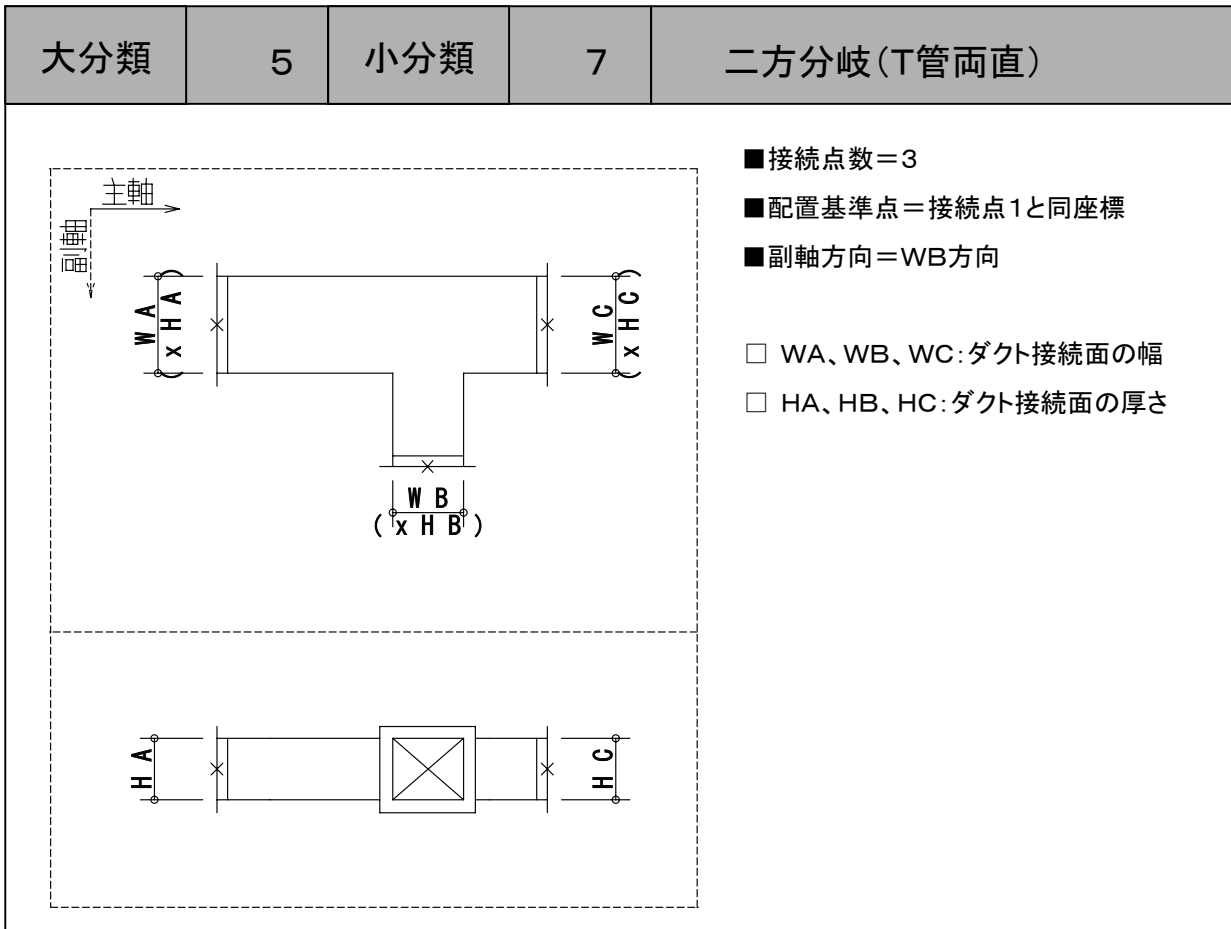 大分類 5 小分類 7 二方分岐(T管両直)
■接続点数＝3
■配置基準点＝接続点1と同座標
■副軸方向＝WB方向
□ WA、WB、WC:ダクト接続面の幅
□ HA、HB、HC:ダクト接続面の厚さ
主軸
副軸
WA
(xHA)
WC
(xHC)
WB
(xHB)
HA
HC